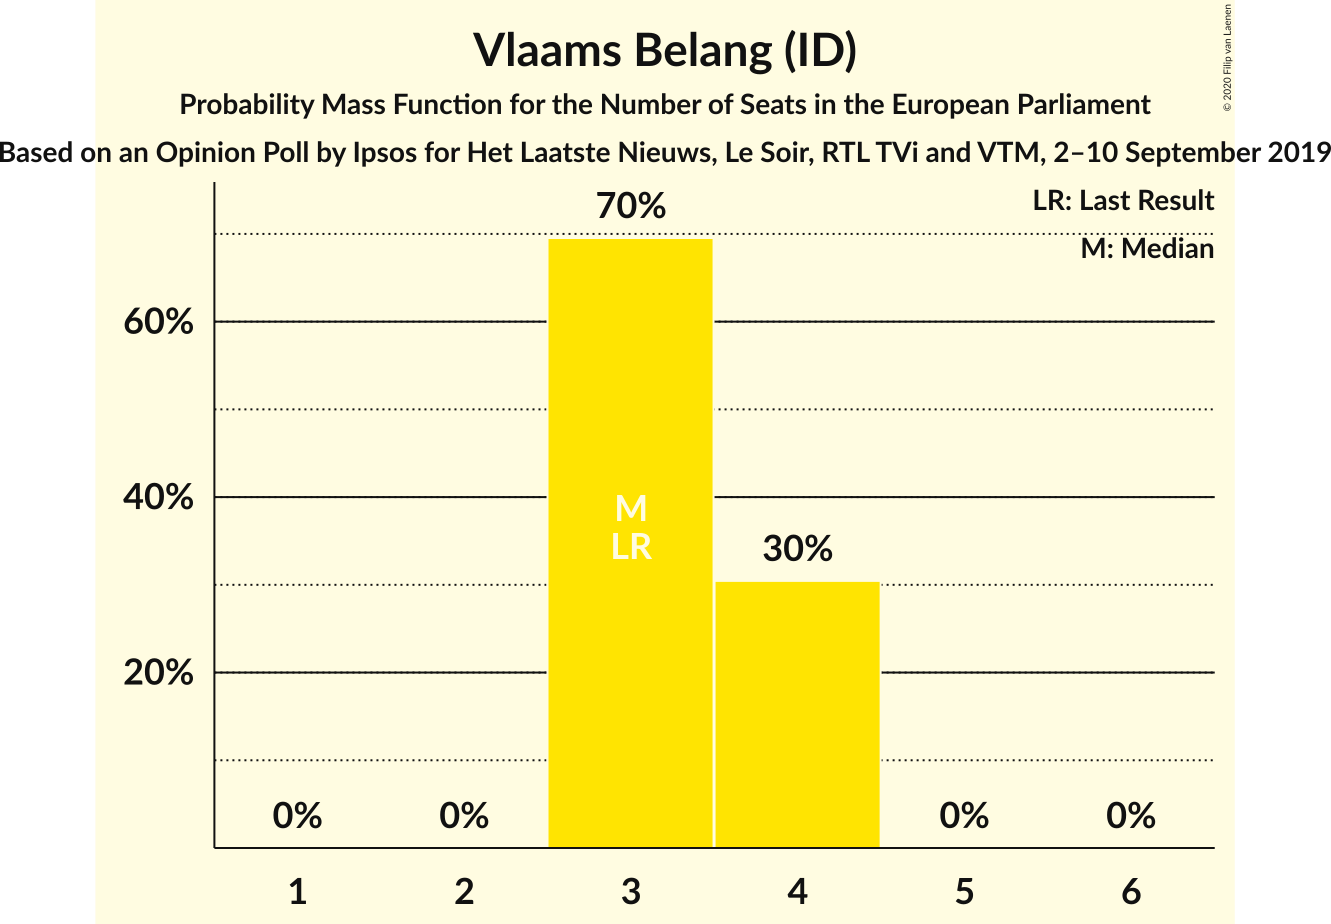 Vlaams Belang (ID)
Probability Mass Function for the Number of Seats in the European Parliament
Based on an Opinion Poll by Ipsos for Het Laatste Nieuws, Le Soir, RTL TVi and VTM, 2–10 September 2019
© 2020 Filip van Laenen
LR: Last Result
M: Median
70%
60%
40%
20%
M
LR
30%
0%
0%
0%
0%
1 2 3 4 5 6